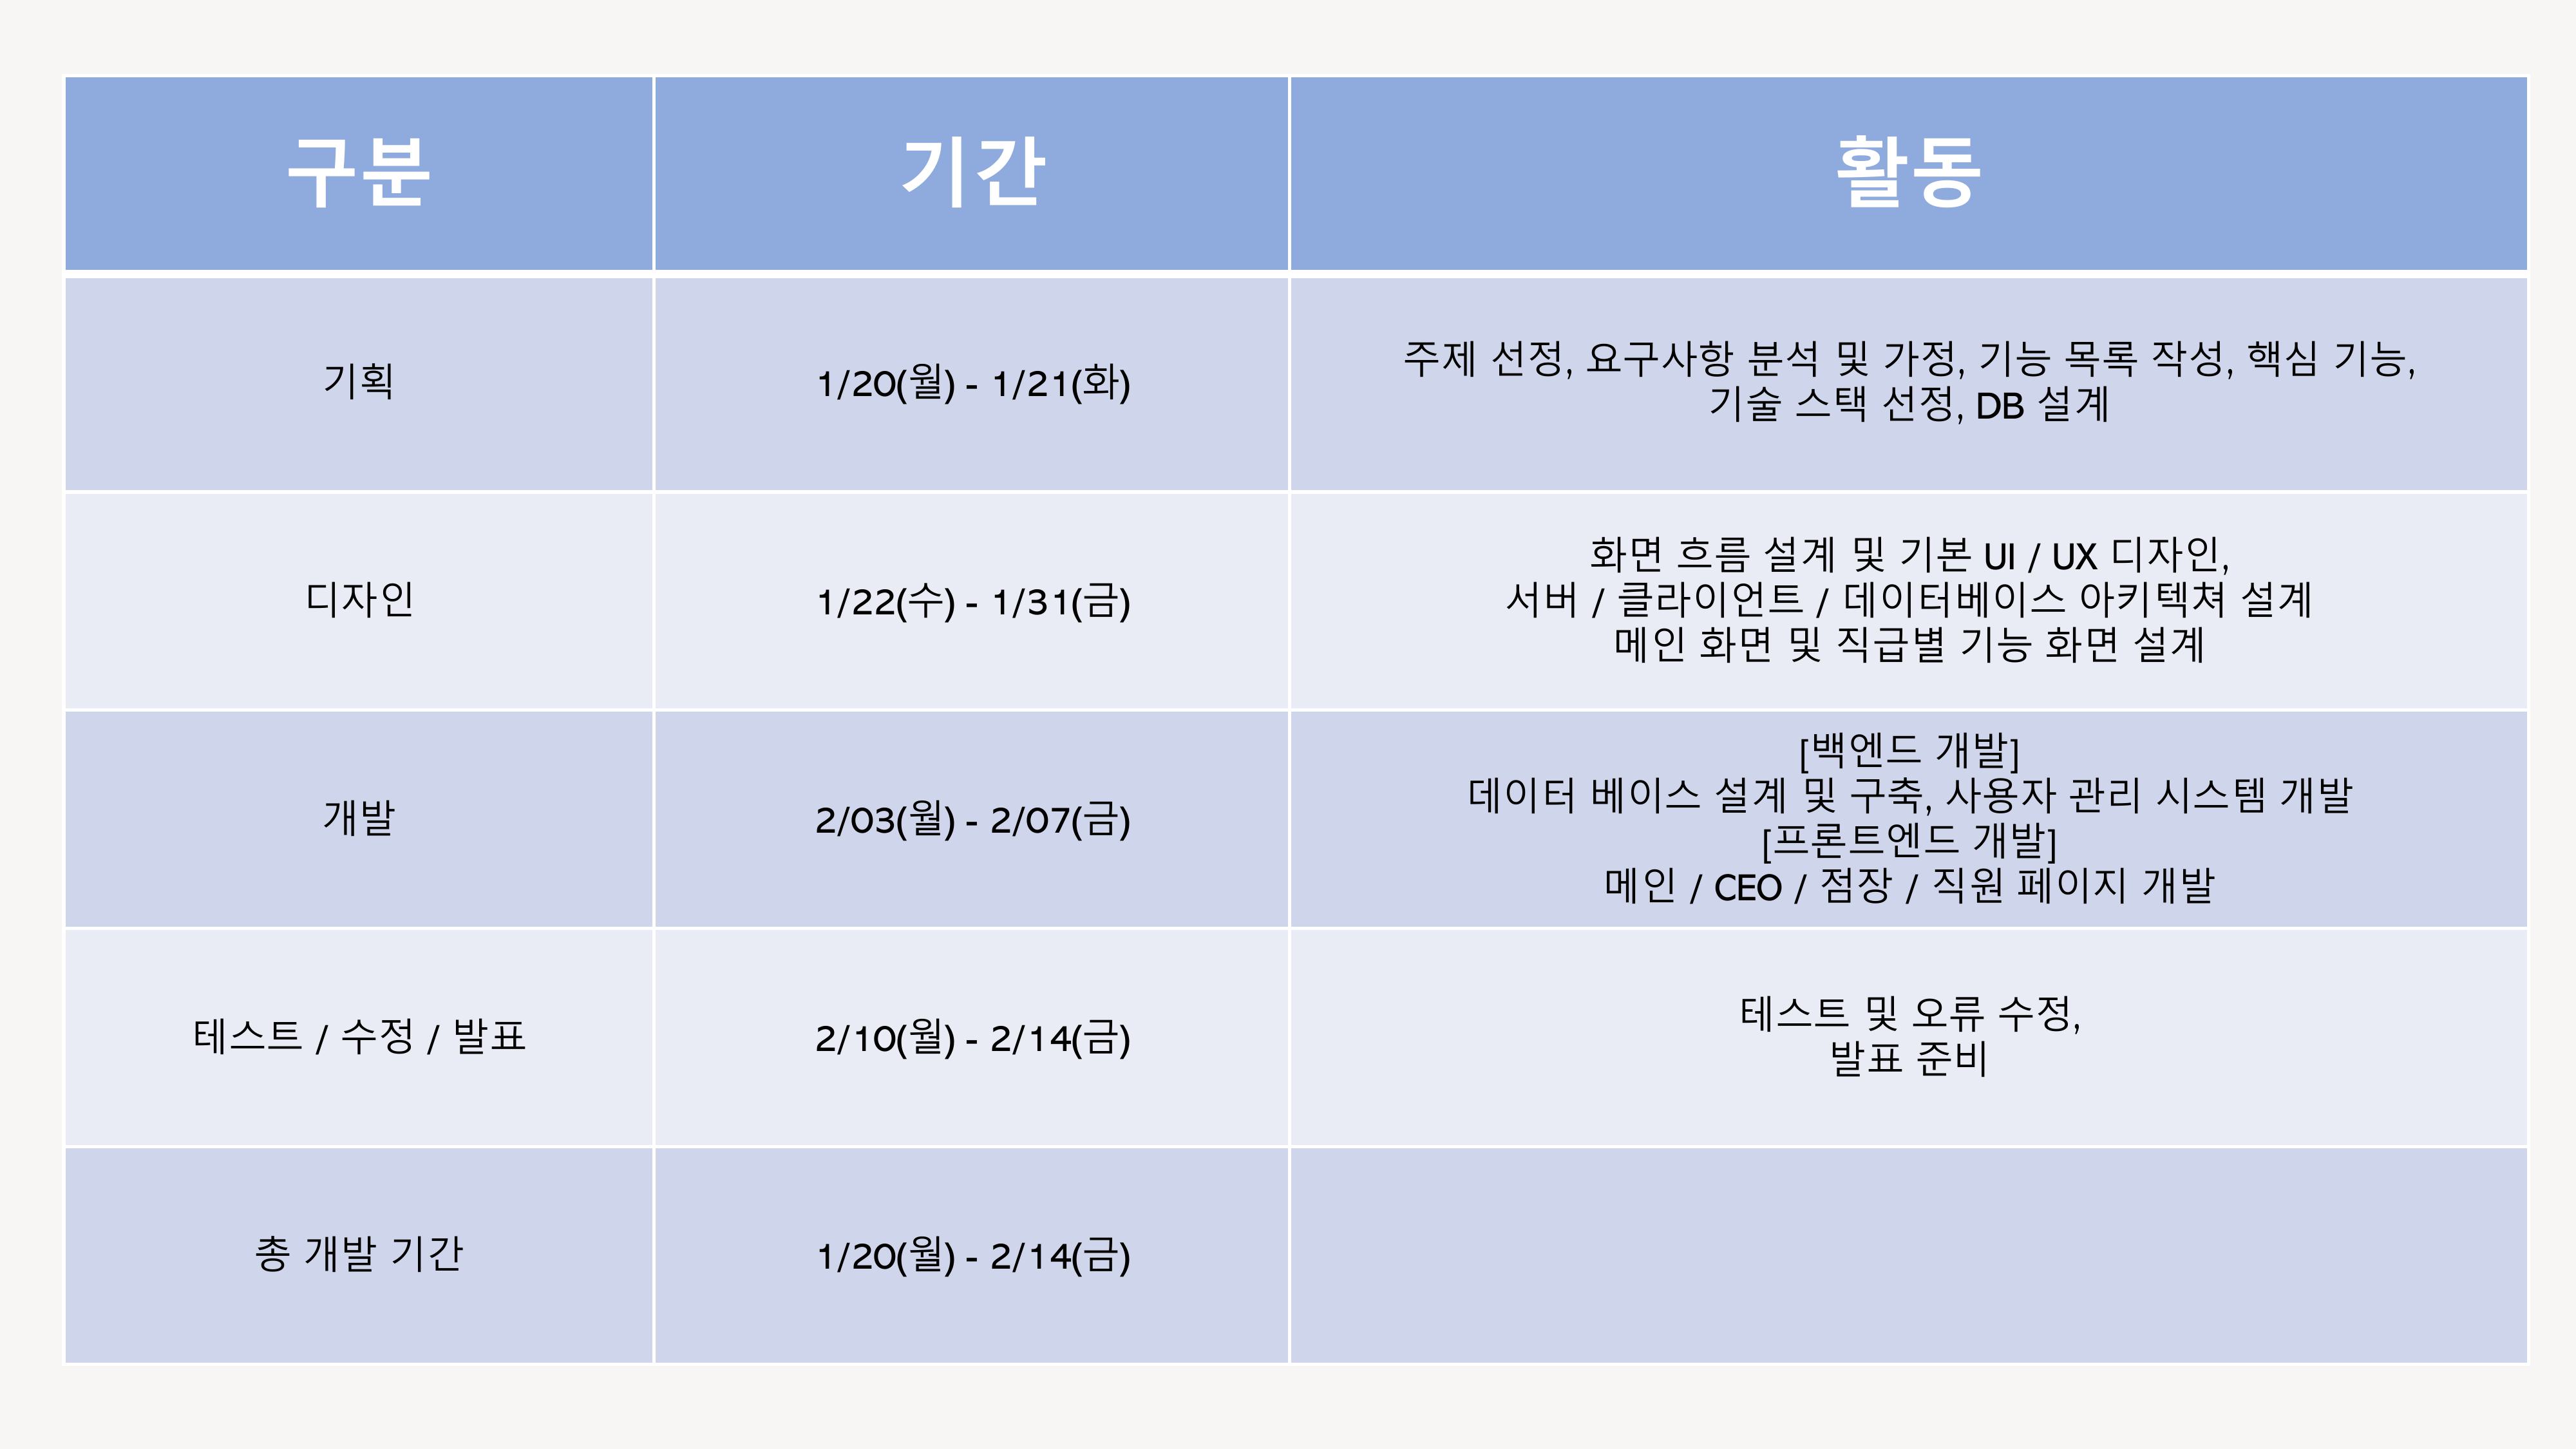 구분 기간 활동
기획 1/20(월) - 1/21(화) 주제 선정, 요구사항 분석 및 가정, 기능 목록 작성, 핵심 기능,
기술 스택 선정, DB 설계
디자인 1/22(수) - 1/31(금) 화면 흐름 설계 및 기본 UI / UX 디자인,
서버 / 클라이언트 / 데이터베이스 아키텍쳐 설계
메인 화면 및 직급별 기능 화면 설계
개발 2/03(월) - 2/07(금) [백엔드 개발]
데이터 베이스 설계 및 구축, 사용자 관리 시스템 개발
[프론트엔드 개발]
메인 / CEO / 점장 / 직원 페이지 개발
테스트 / 수정 / 발표 2/10(월) - 2/14(금) 테스트 및 오류 수정,
발표 준비
총 개발 기간 1/20(월) - 2/14(금)